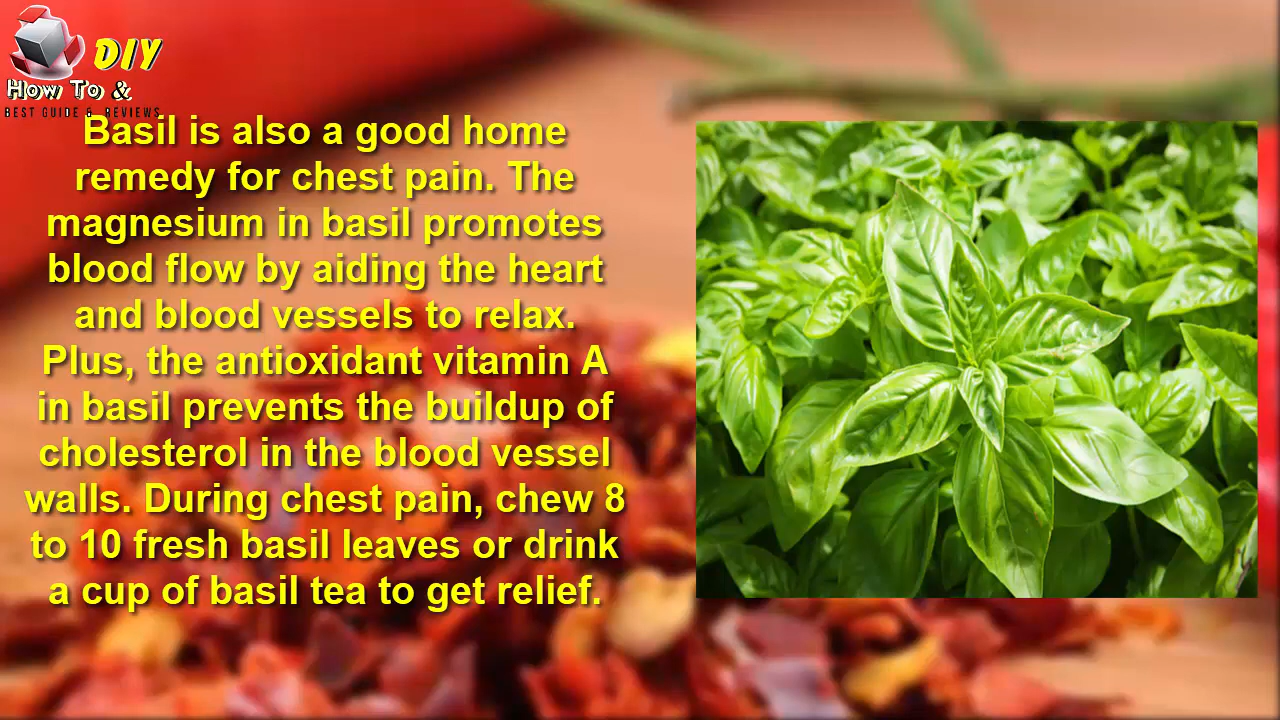 DIY
How To &
BEST GUIDE & REVIEWS
Basil is also a good home
remedy for chest pain. The
magnesium in basil promotes
blood flow by aiding the heart
and blood vessels to relax.
Plus, the antioxidant vitamin A
in basil prevents the buildup of
cholesterol in the blood vessel
walls. During chest pain, chew 8
to 10 fresh basil leaves or drink
a cup of basil tea to get relief.